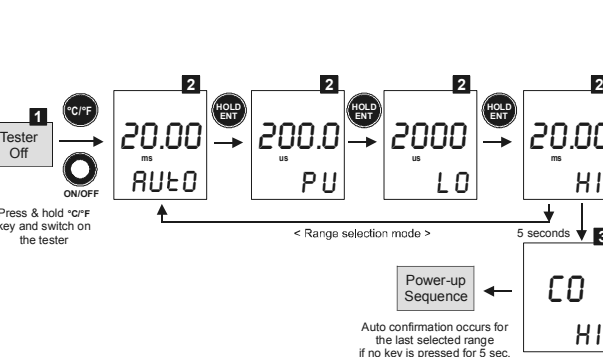 1
Tester
Off
°C/°F
ON/OFF
Press & hold °C/°F
key and switch on
the tester
2
20.00
ms
AUtO
HOLD
ENT
2
200.0
us
PU
HOLD
ENT
2
2000
us
LO
HOLD
ENT
2
20.00
ms
HI
< Range selection mode >
5 seconds
3
CO
HI
Power-up
Sequence
Auto confirmation occurs for
the last selected range
if no key is pressed for 5 sec.